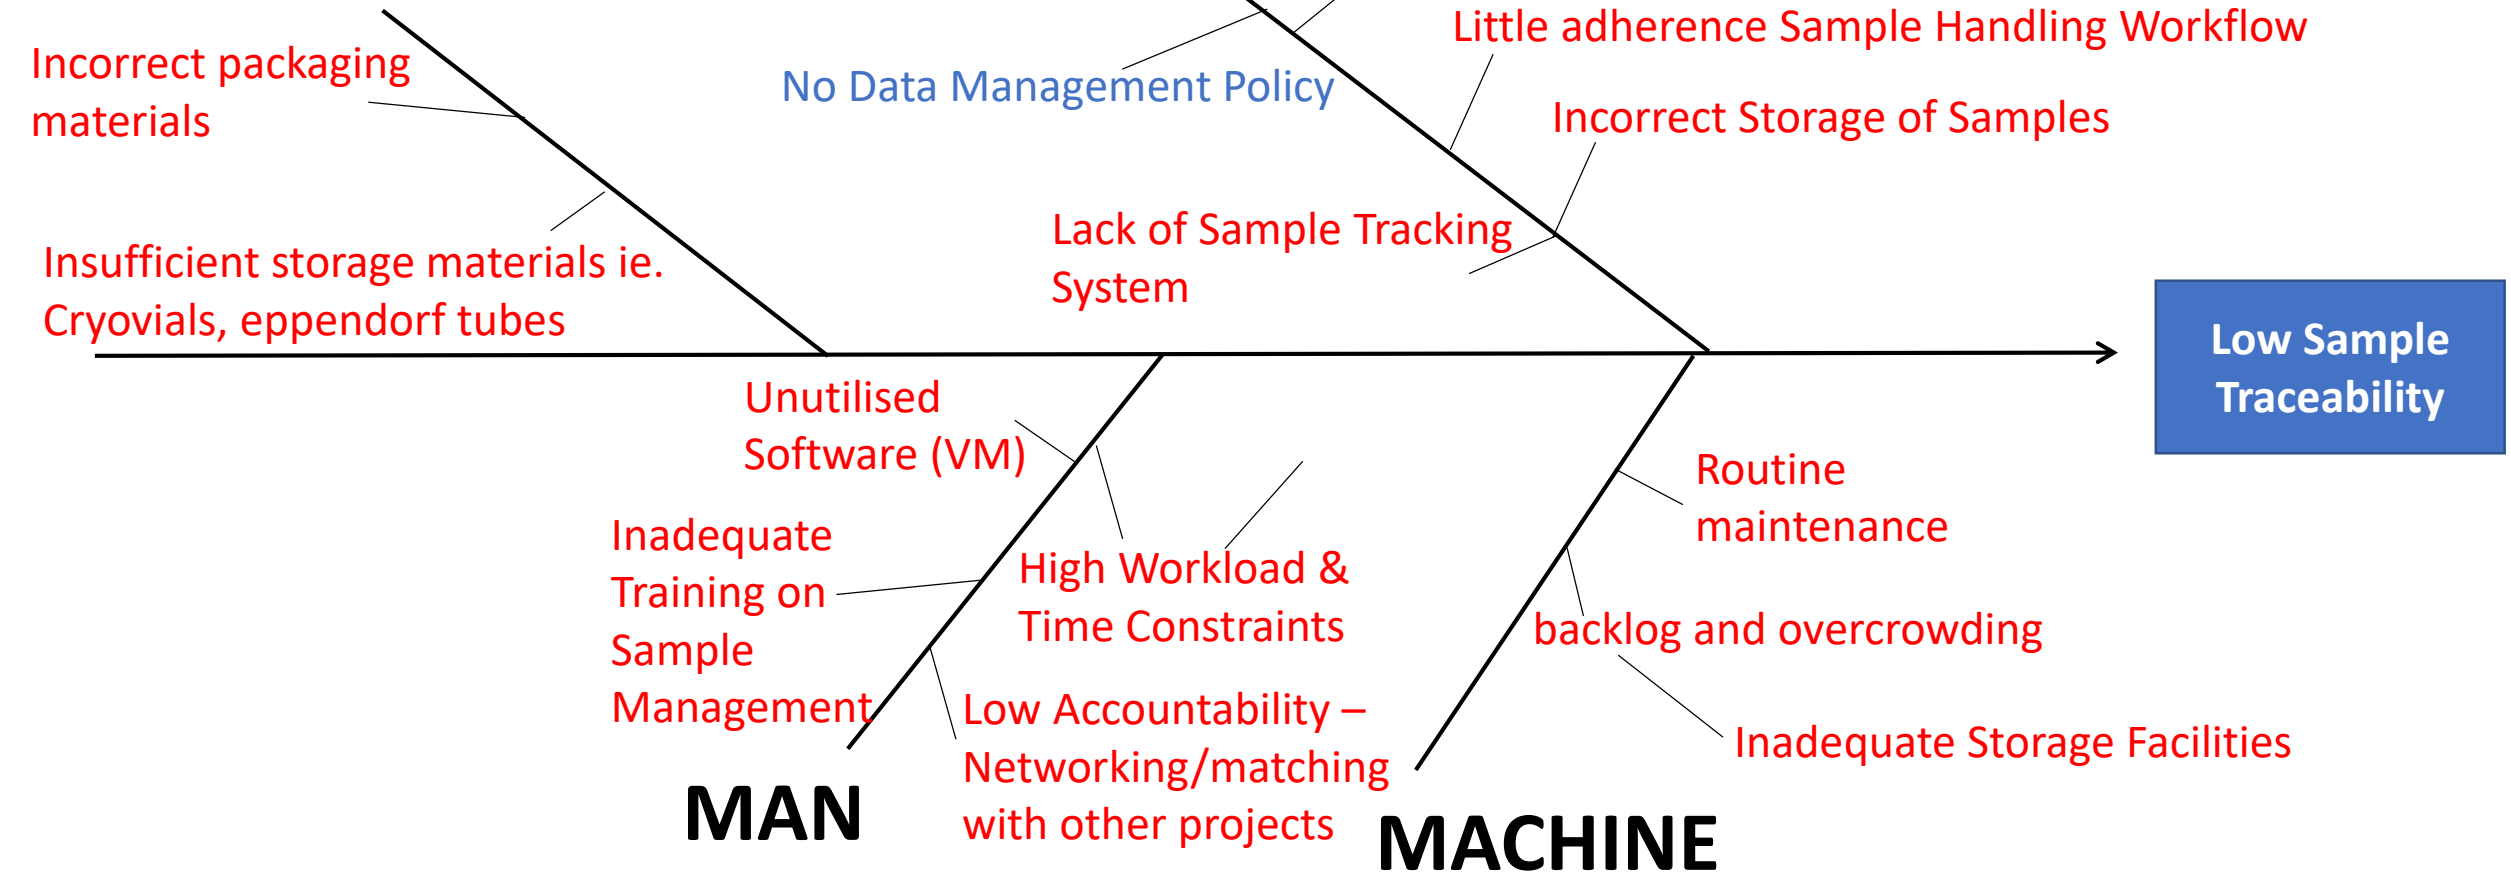 Little adherence Sample Handling Workflow
Incorrect packaging
materials
No Data Management Policy
Incorrect Storage of Samples
Lack of Sample Tracking
System
Insufficient storage materials ie.
Cryovials, eppendorf tubes
Low Sample
Traceability
Unutilised
Software (VM)
Routine
maintenance
Inadequate
Training on
Sample
Management
High Workload &
Time Constraints
backlog and overcrowding
Low Accountability –
Networking/matching
with other projects
Inadequate Storage Facilities
MAN
MACHINE